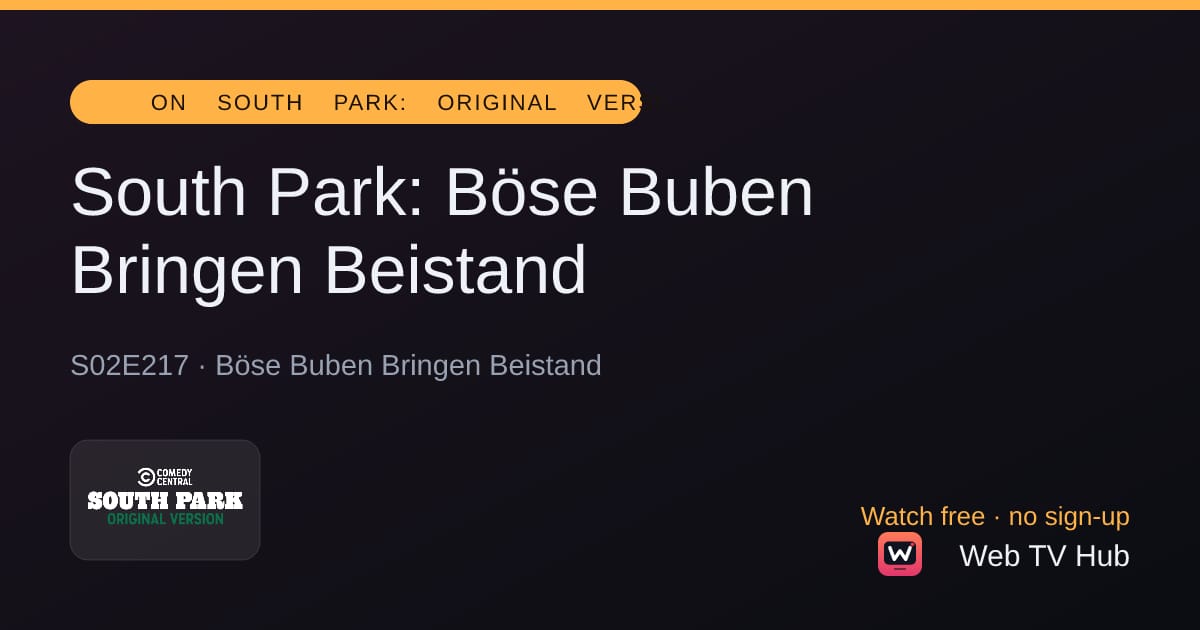 ON SOUTH PARK: ORIGINAL
South Park: Böse Buben
Bringen Beistand
S02E217 · Böse Buben Bringen Beistand
COMEDY
CENTRAL
SOUTH PARK
ORIGINAL VERSION
Watch free · no sign-up
Web TV Hub